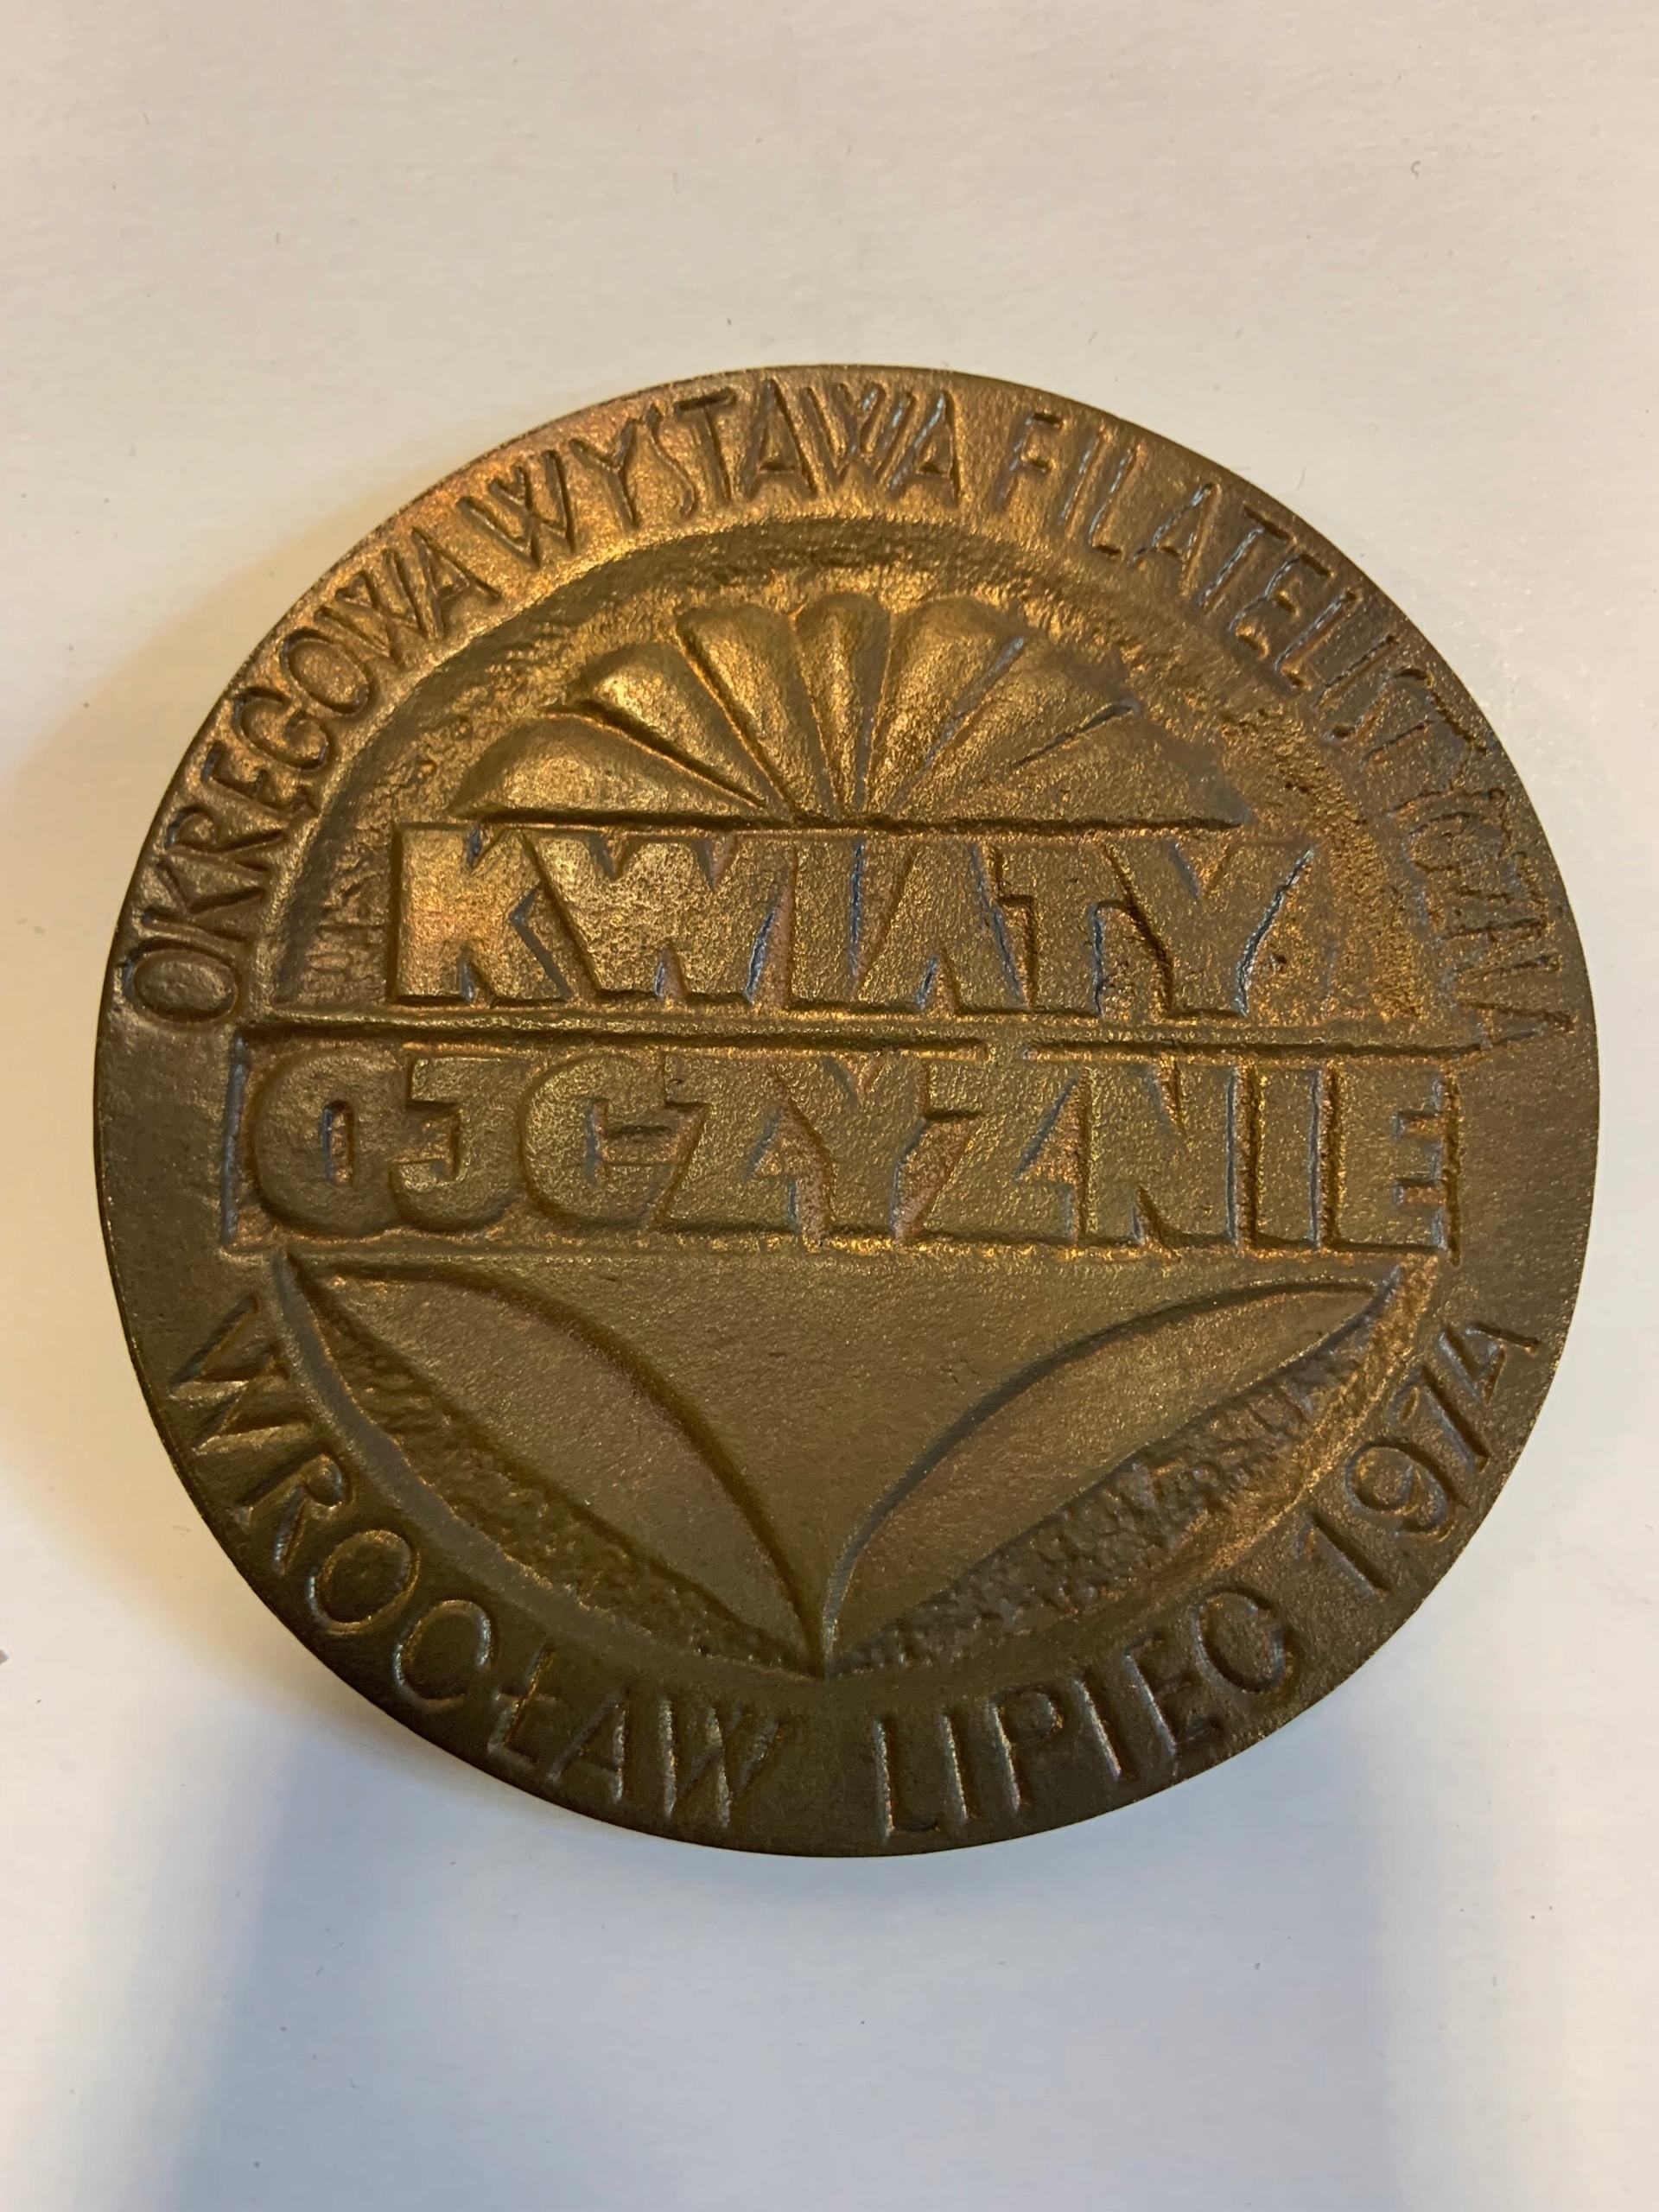 OKRĘGOWA WYSTAWA FILATELISTYCZNA
KWIATY
OJCZYŹNIE
WROCŁAW LIPIEC 1974